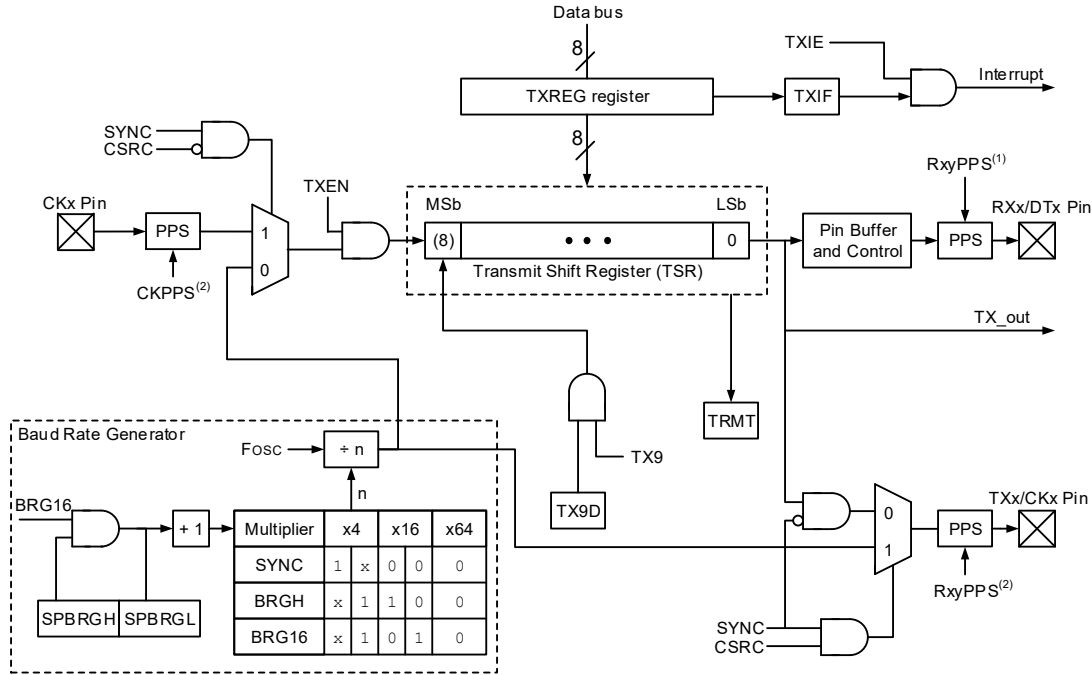 Data bus
8
TXIE
TXREG register
TXIF
Interrupt
SYNC
CSRC
8
RxyPPS(1)
TXEN
CKx Pin
MSb
LSb
RXx/DTx Pin
PPS
1
(8)
• • •
0
Pin Buffer
and Control
PPS
0
Transmit Shift Register (TSR)
CKPPS(2)
TX_out
TRMT
Baud Rate Generator
FOSC
÷ n
TX9
n
TX9D
TXx/CKx Pin
BRG16
+ 1
Multiplier x4 x16 x64
0
PPS
SYNC 1 x 0 0 0
1
BRGH x 1 1 0 0
RxyPPS(2)
SPBRGH SPBRGL
BRG16 x 1 0 1 0
SYNC
CSRC